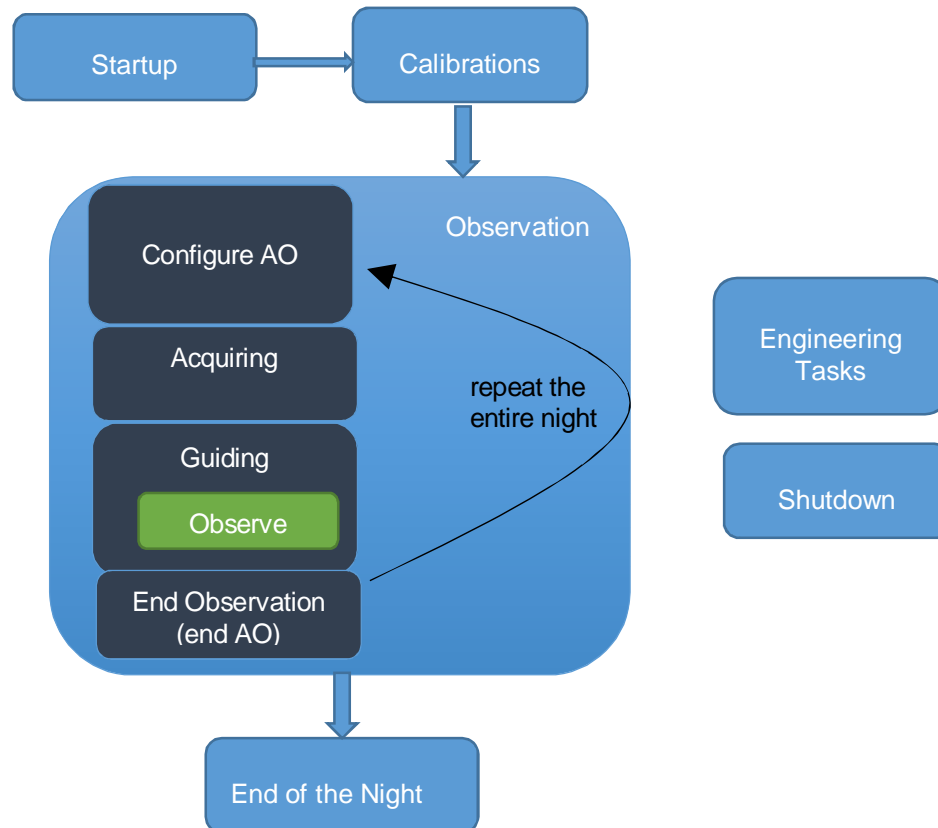 Startup
Calibrations
Observation
Configure AO
Acquiring
repeat the
entire night
Guiding
Observe
End Observation
(end AO)
Engineering
Tasks
Shutdown
End of the Night